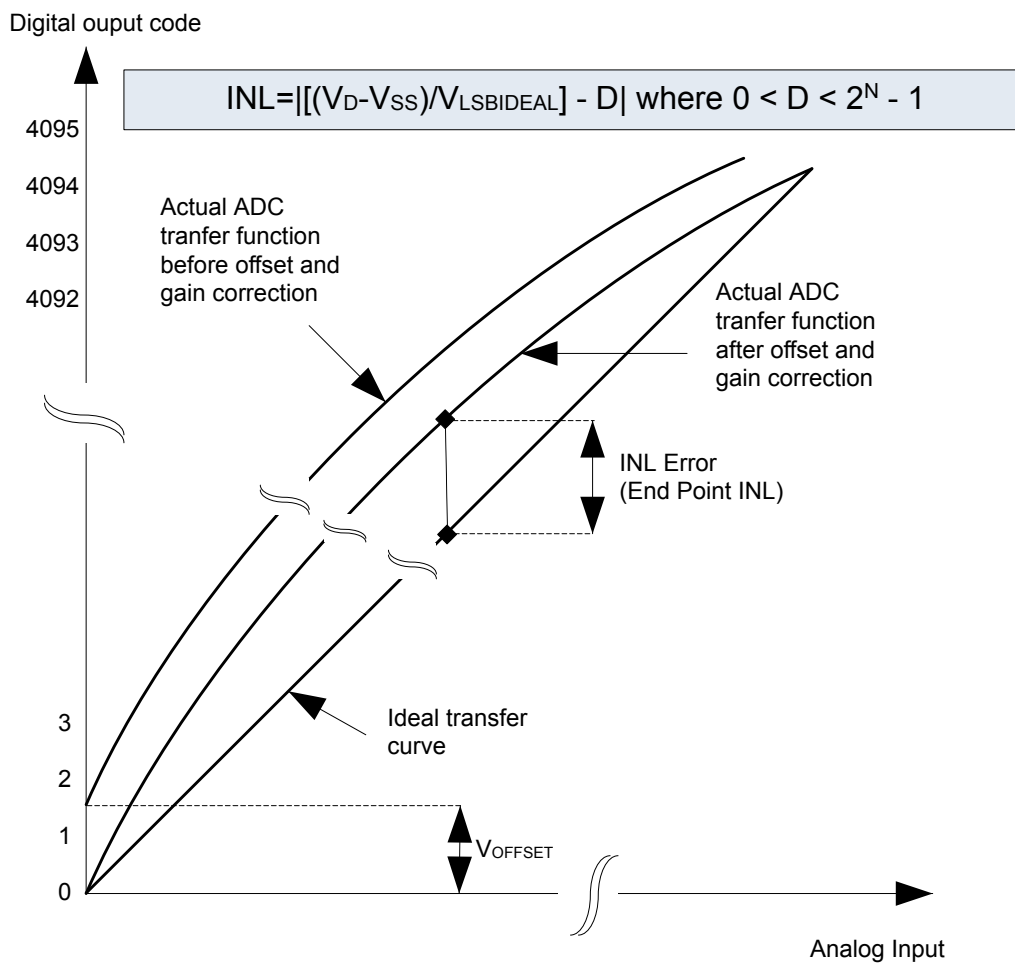 Digital ouput code
INL=|[(VD-VSS)/VLSBIDEAL] - D| where 0 < D < 2^N - 1
4095
4094
4093
4092
Actual ADC
tranfer function
before offset and
gain correction
Actual ADC
tranfer function
after offset and
gain correction
INL Error
(End Point INL)
Ideal transfer
curve
3
2
1
0
VOFFSET
Analog Input